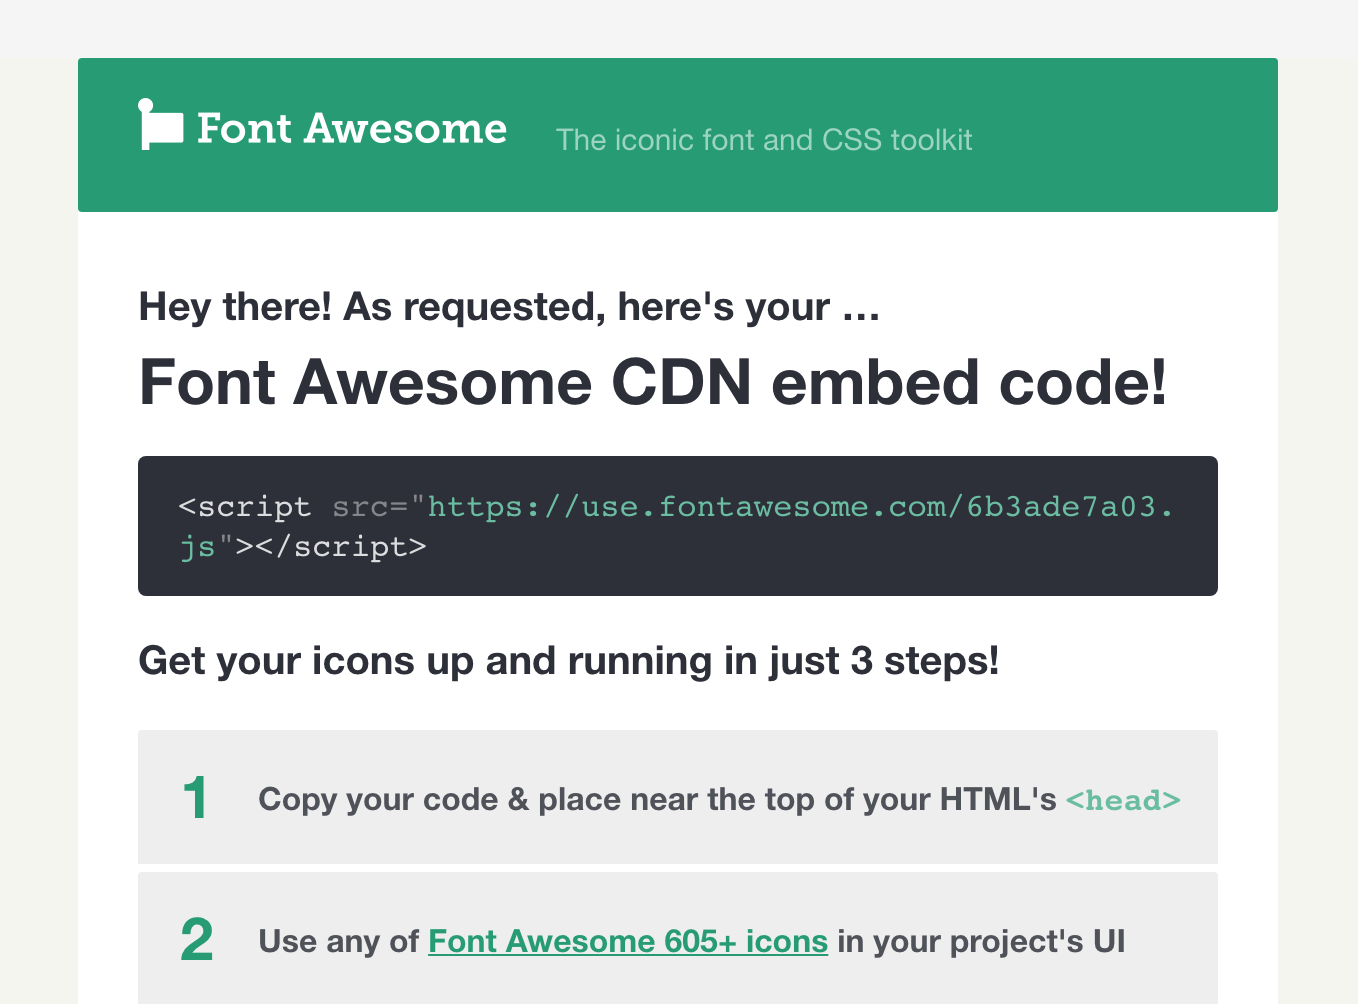 Font Awesome The iconic font and CSS toolkit
Hey there! As requested, here's your ...
Font Awesome CDN embed code!
<script src="https://use.fontawesome.com/6b3ade7a03.
js"></script>
Get your icons up and running in just 3 steps!
1 Copy your code & place near the top of your HTML's <head>
2 Use any of Font Awesome 605+ icons in your project's UI